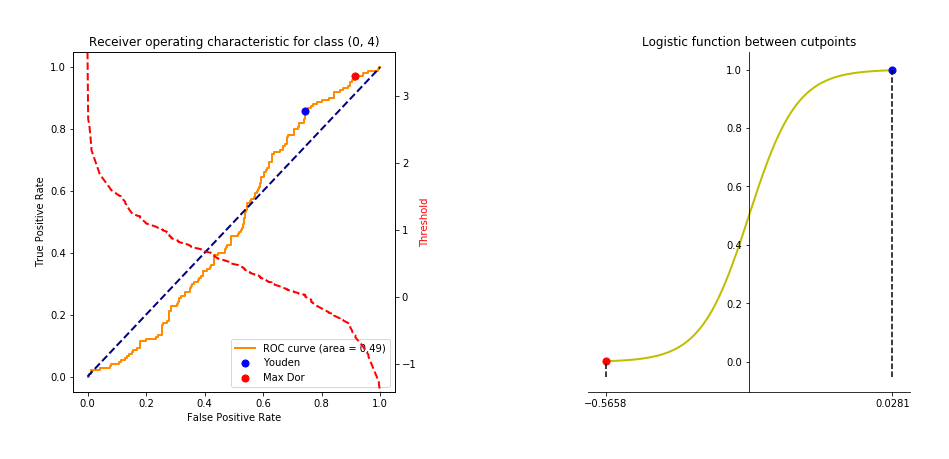 Receiver operating characteristic for class (0, 4)
1.0
0.8
0.6
0.4
0.2
0.0
True Positive Rate
0.0 0.2 0.4 0.6 0.8 1.0
False Positive Rate
3
2
1
0
−1
Threshold
ROC curve (area = 0.49)
Youden
Max Dor
Logistic function between cutpoints
1.0
0.8
0.6
0.4
0.2
0.0
−0.5658 0.0281